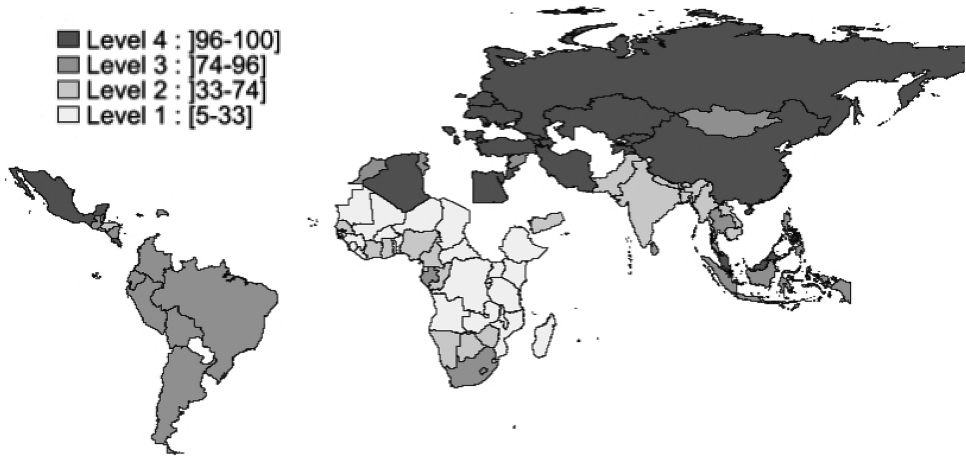 Level 4 : ]96-100]
Level 3 : ]74-96]
Level 2 : ]33-74]
Level 1 : [5-33]